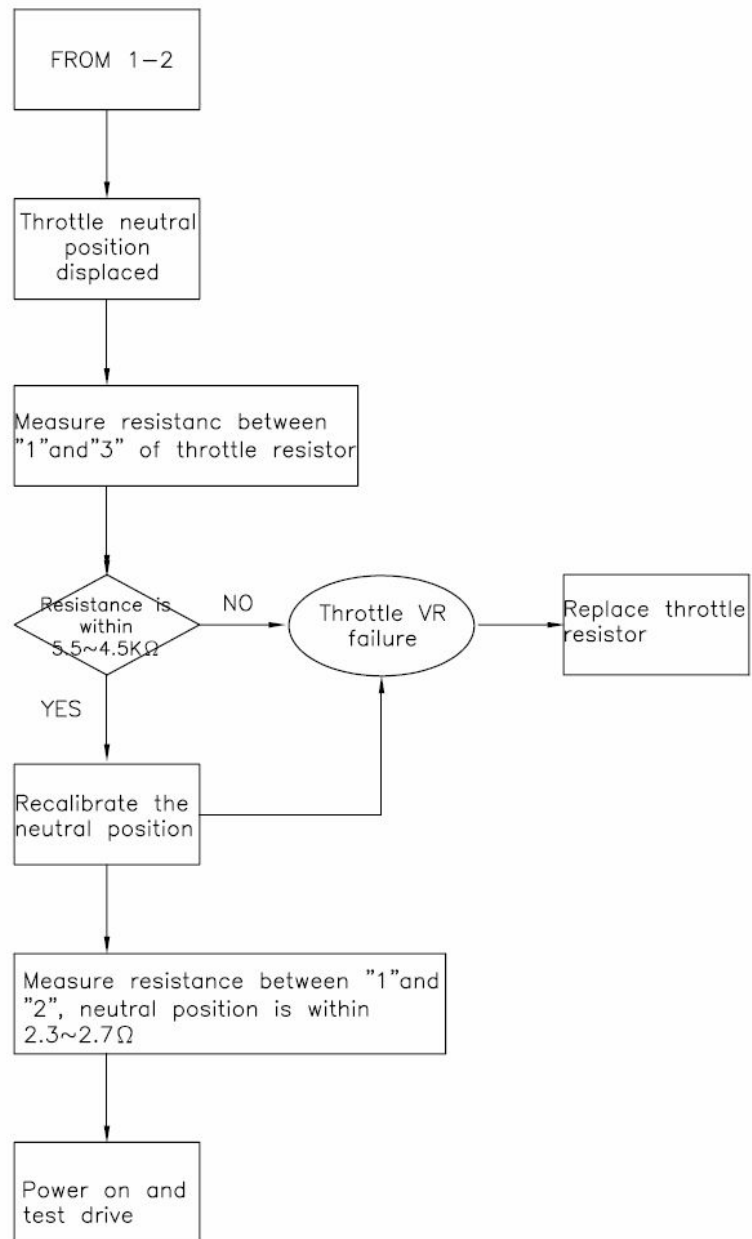 FROM 1-2
Throttle neutral
position
displaced
Measure resistanc between
"1"and"3" of throttle resistor
Resistance is
within
5.5~4.5KΩ
NO
Throttle VR
failure
Replace throttle
resistor
YES
Recalibrate the
neutral position
Measure resistance between "1"and
"2", neutral position is within
2.3~2.7Ω
Power on and
test drive